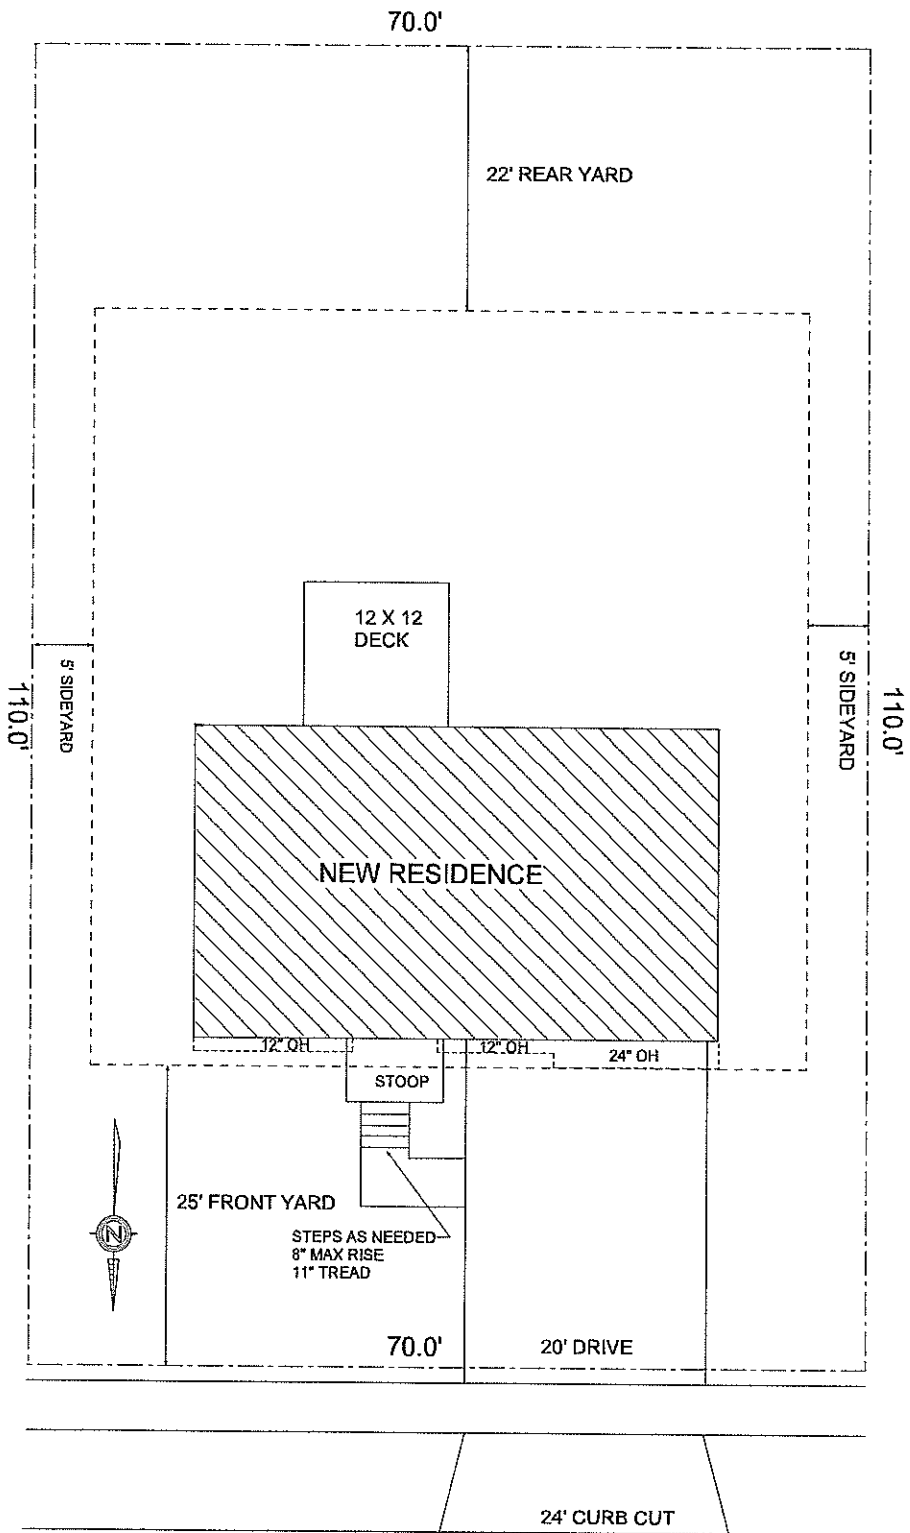 70.0'
22' REAR YARD
12 X 12
DECK
5' SIDEYARD
5' SIDEYARD
110.0'
110.0'
NEW RESIDENCE
12" OH
12" OH
24" OH
STOOP
25' FRONT YARD
N
STEPS AS NEEDED
8" MAX RISE
11" TREAD
70.0'
20' DRIVE
24' CURB CUT